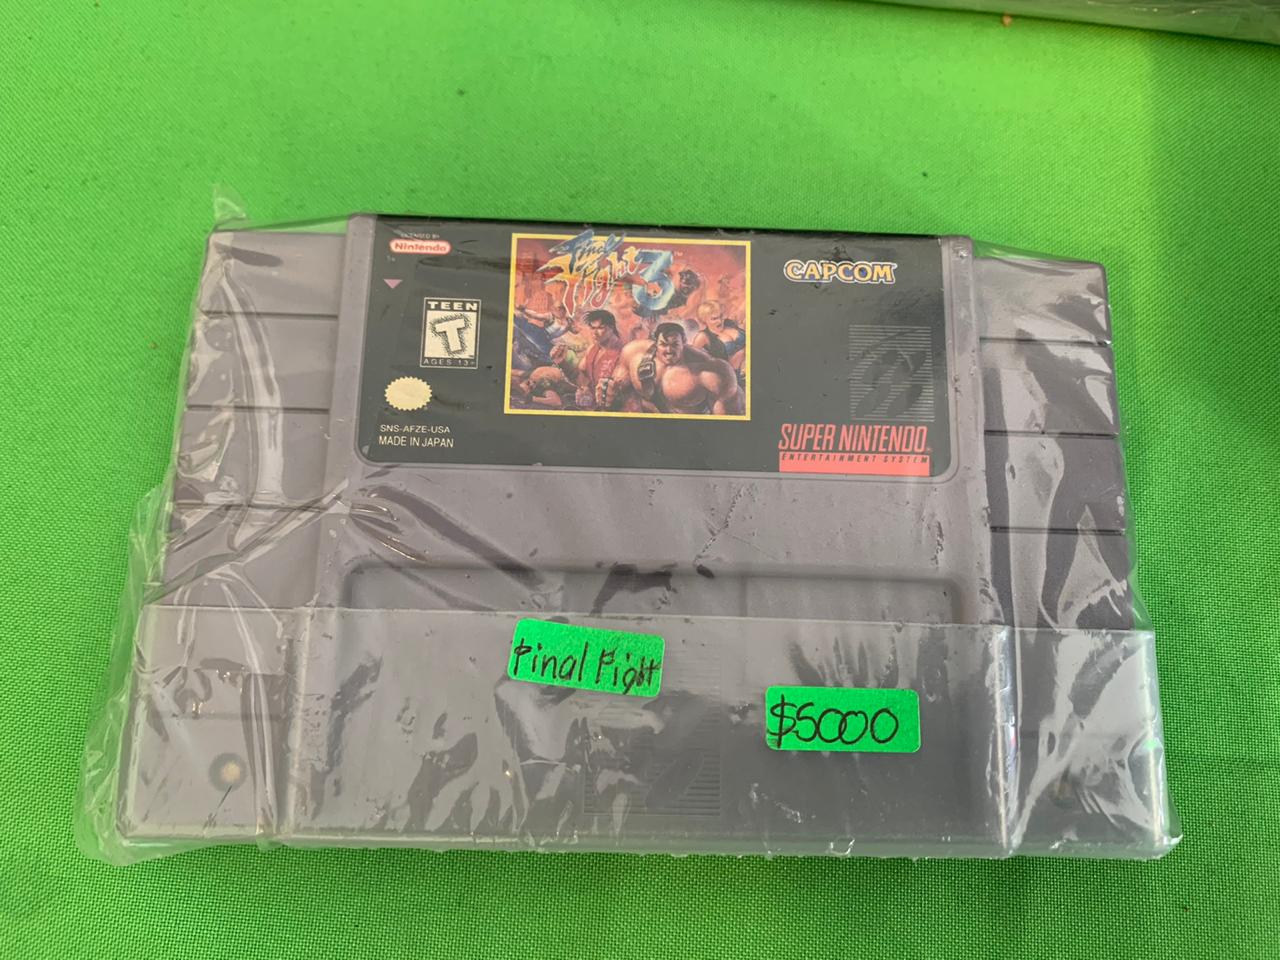 LICENSED BY
Nintendo
Final
Fight 3™
CAPCOM
TEEN
T
AGES 13+
SNS-AFZE-USA
MADE IN JAPAN
SUPER NINTENDO
ENTERTAINMENT SYSTEM
Final Fight
$5000